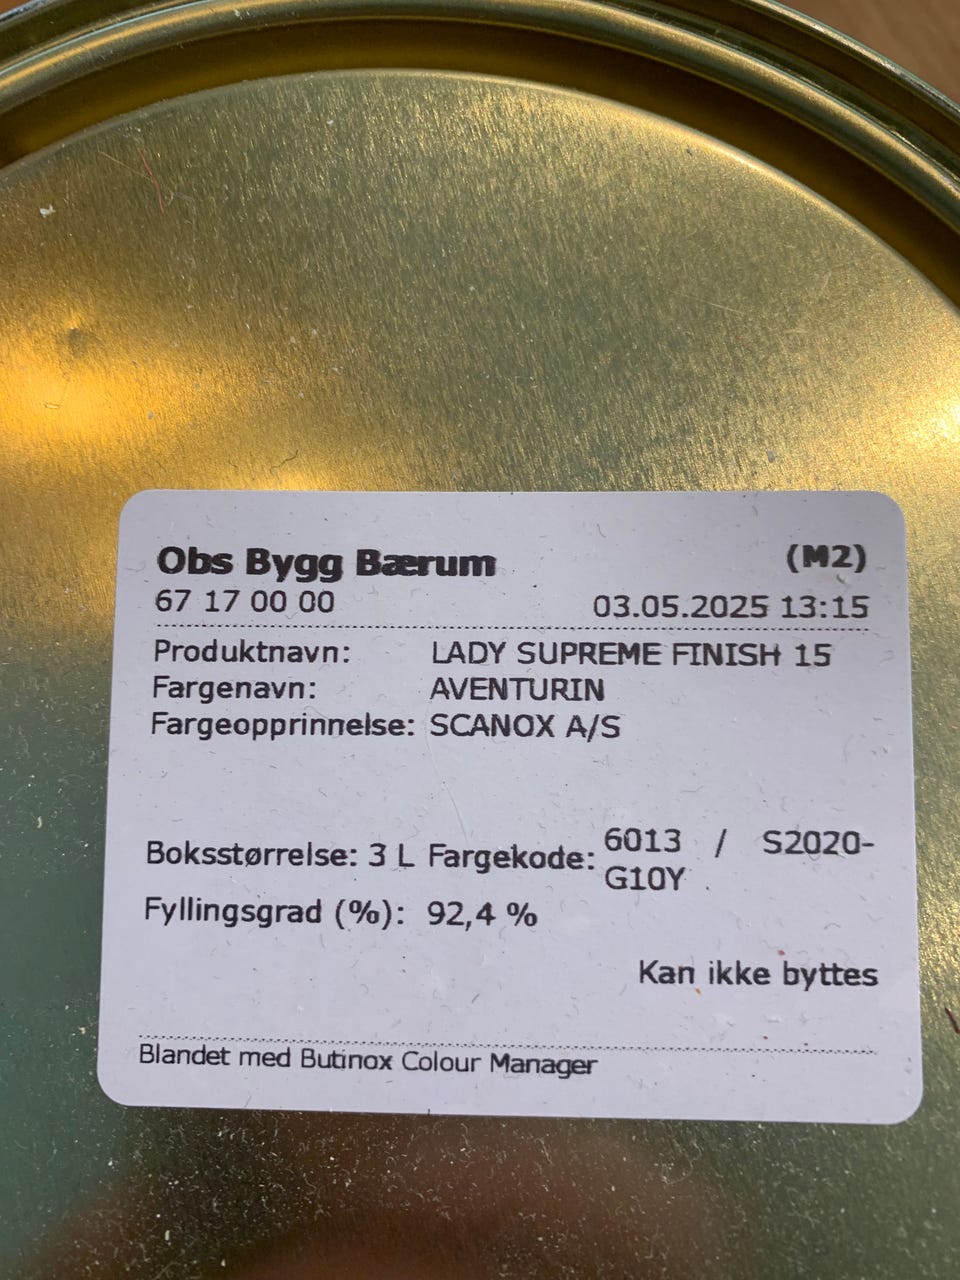 Obs Bygg Bærum (M2)
67 17 00 00 03.05.2025 13:15
Produktnavn: LADY SUPREME FINISH 15
Fargenavn: AVENTURIN
Fargeopprinnelse: SCANOX A/S
Boksstørrelse: 3 L Fargekode: 6013 / S2020-
G10Y
Fyllingsgrad (%): 92,4 %
Kan ikke byttes
Blandet med Butinox Colour Manager